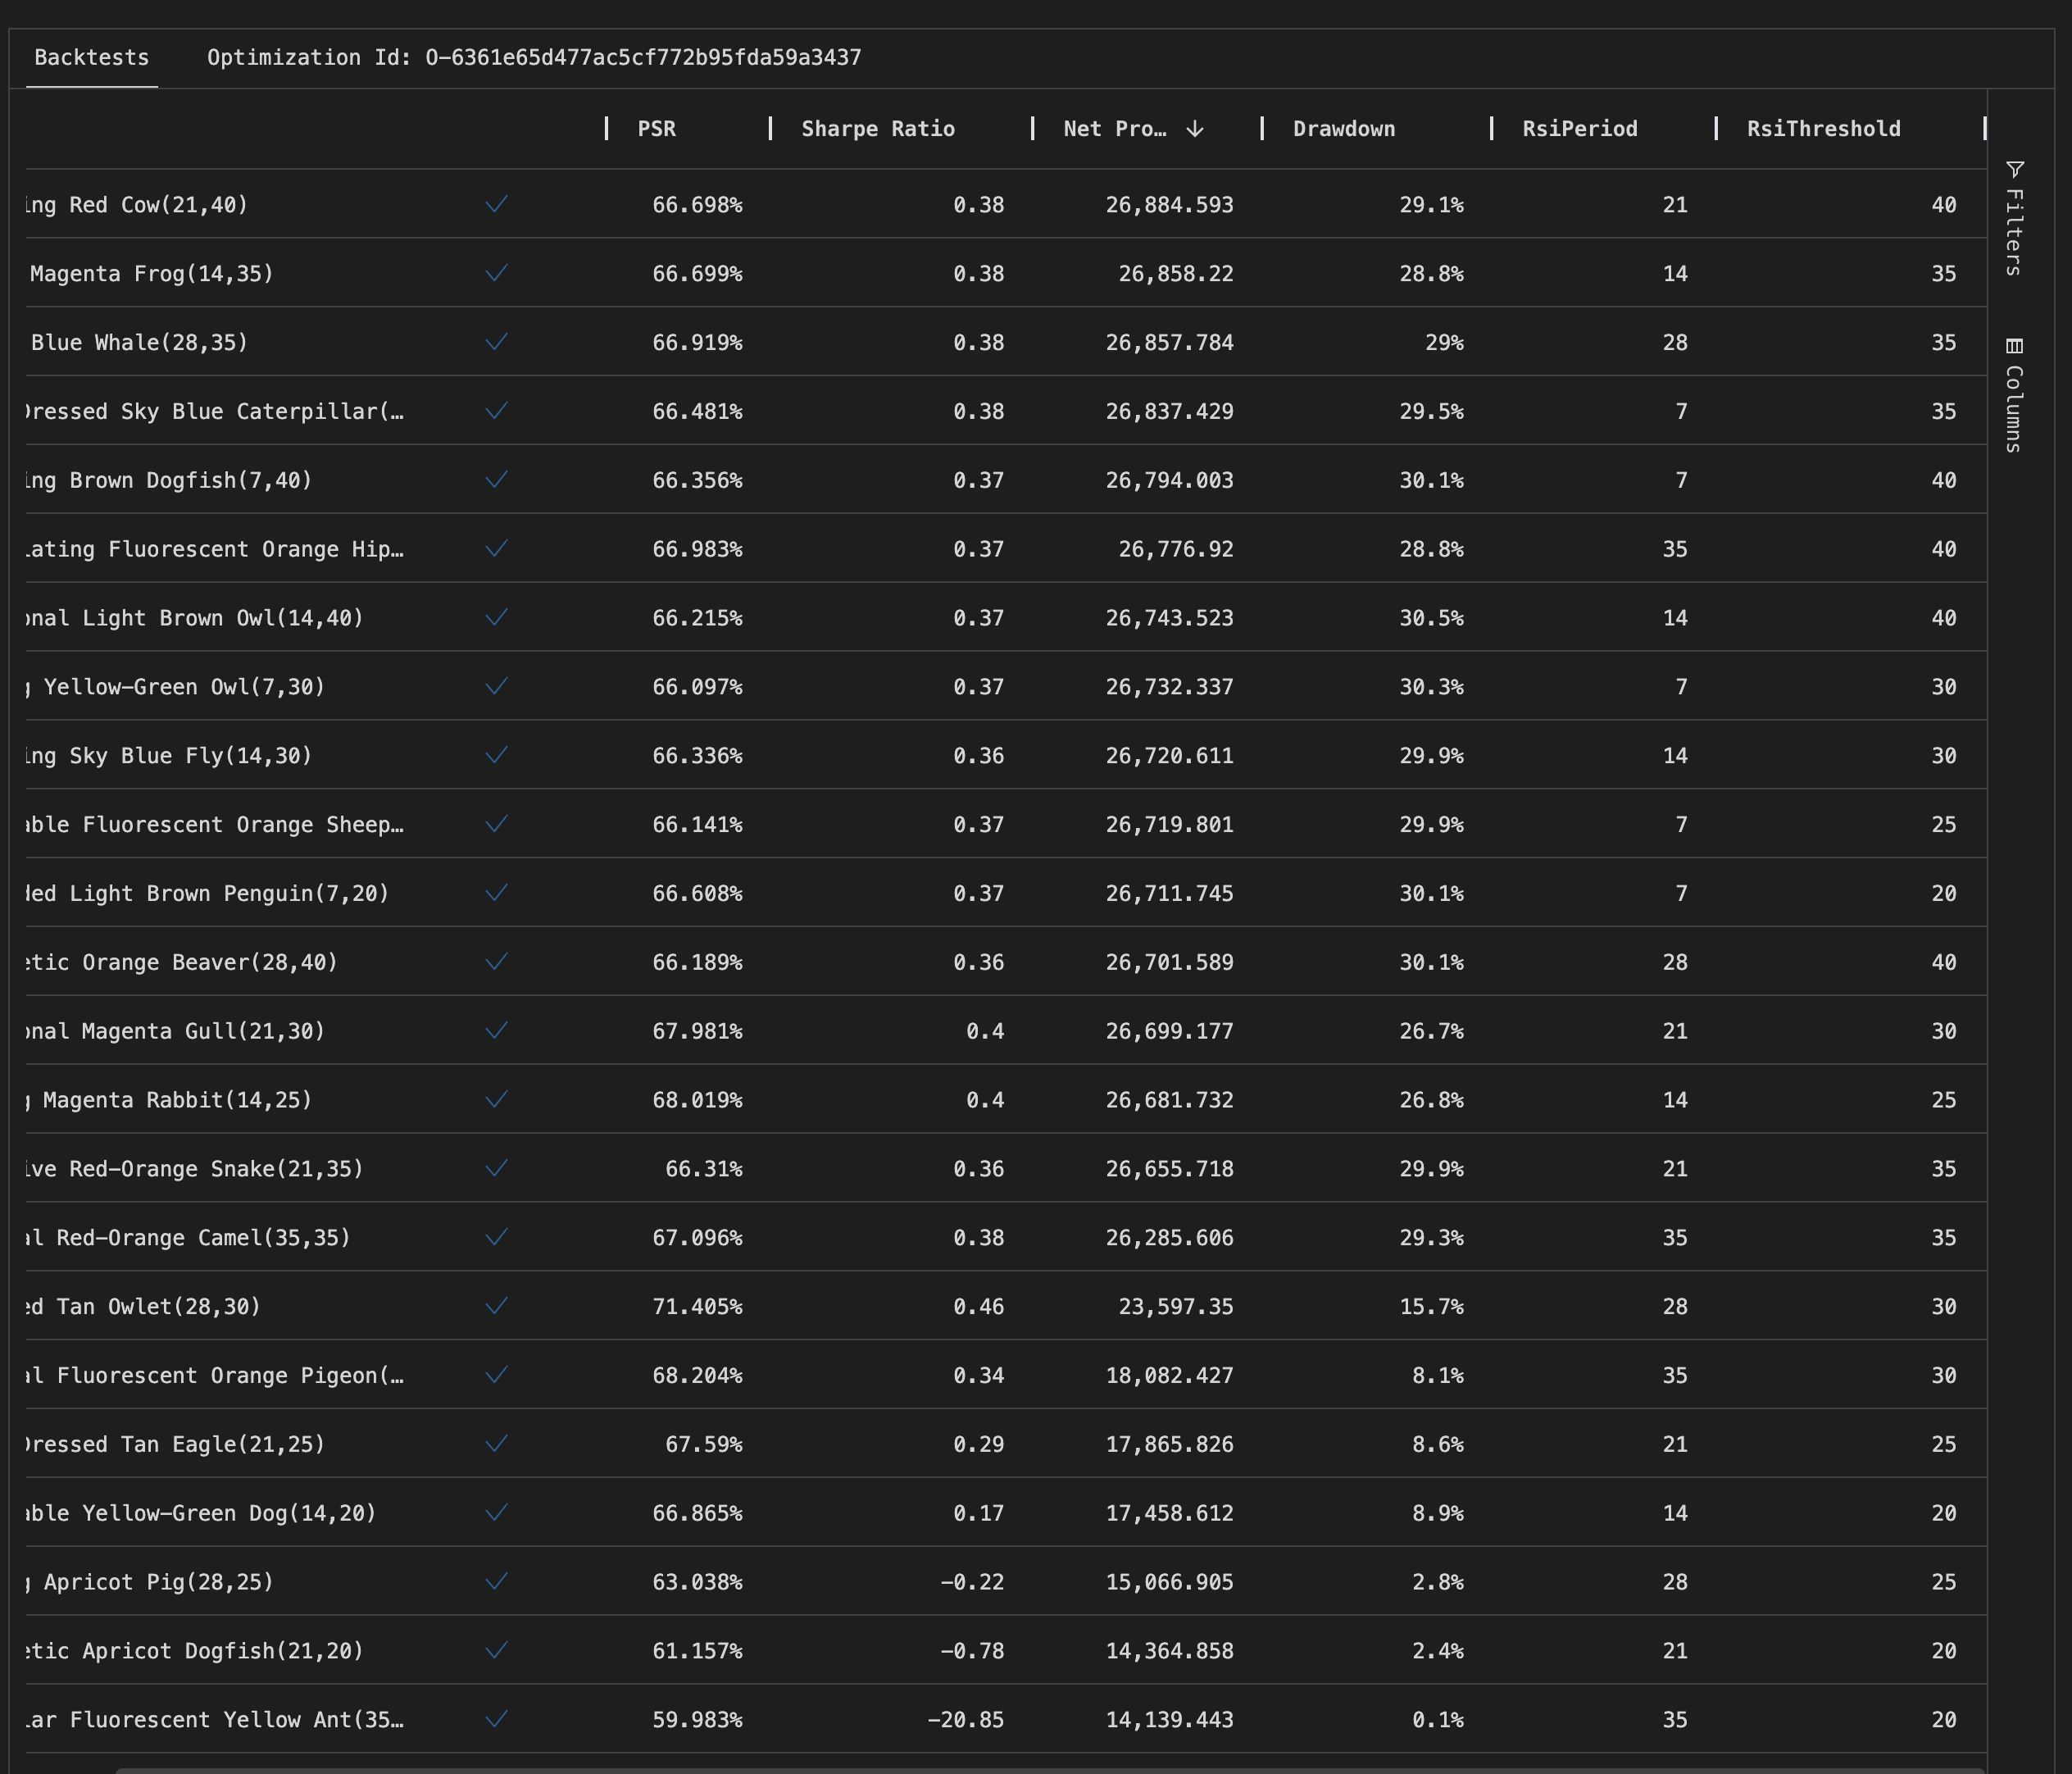 Backtests Optimization Id: O-6361e65d477ac5cf772b95fda59a3437
PSR Sharpe Ratio Net Pro… Drawdown RsiPeriod RsiThreshold
ing Red Cow(21,40) 66.698% 0.38 26,884.593 29.1% 21 40
Magenta Frog(14,35) 66.699% 0.38 26,858.22 28.8% 14 35
Blue Whale(28,35) 66.919% 0.38 26,857.784 29% 28 35
Dressed Sky Blue Caterpillar(… 66.481% 0.38 26,837.429 29.5% 7 35
ing Brown Dogfish(7,40) 66.356% 0.37 26,794.003 30.1% 7 40
lating Fluorescent Orange Hip… 66.983% 0.37 26,776.92 28.8% 35 40
onal Light Brown Owl(14,40) 66.215% 0.37 26,743.523 30.5% 14 40
g Yellow-Green Owl(7,30) 66.097% 0.37 26,732.337 30.3% 7 30
ing Sky Blue Fly(14,30) 66.336% 0.36 26,720.611 29.9% 14 30
able Fluorescent Orange Sheep… 66.141% 0.37 26,719.801 29.9% 7 25
ded Light Brown Penguin(7,20) 66.608% 0.37 26,711.745 30.1% 7 20
etic Orange Beaver(28,40) 66.189% 0.36 26,701.589 30.1% 28 40
onal Magenta Gull(21,30) 67.981% 0.4 26,699.177 26.7% 21 30
g Magenta Rabbit(14,25) 68.019% 0.4 26,681.732 26.8% 14 25
ive Red-Orange Snake(21,35) 66.31% 0.36 26,655.718 29.9% 21 35
al Red-Orange Camel(35,35) 67.096% 0.38 26,285.606 29.3% 35 35
ed Tan Owlet(28,30) 71.405% 0.46 23,597.35 15.7% 28 30
al Fluorescent Orange Pigeon(… 68.204% 0.34 18,082.427 8.1% 35 30
Dressed Tan Eagle(21,25) 67.59% 0.29 17,865.826 8.6% 21 25
able Yellow-Green Dog(14,20) 66.865% 0.17 17,458.612 8.9% 14 20
g Apricot Pig(28,25) 63.038% -0.22 15,066.905 2.8% 28 25
etic Apricot Dogfish(21,20) 61.157% -0.78 14,364.858 2.4% 21 20
lar Fluorescent Yellow Ant(35… 59.983% -20.85 14,139.443 0.1% 35 20
Filters
Columns